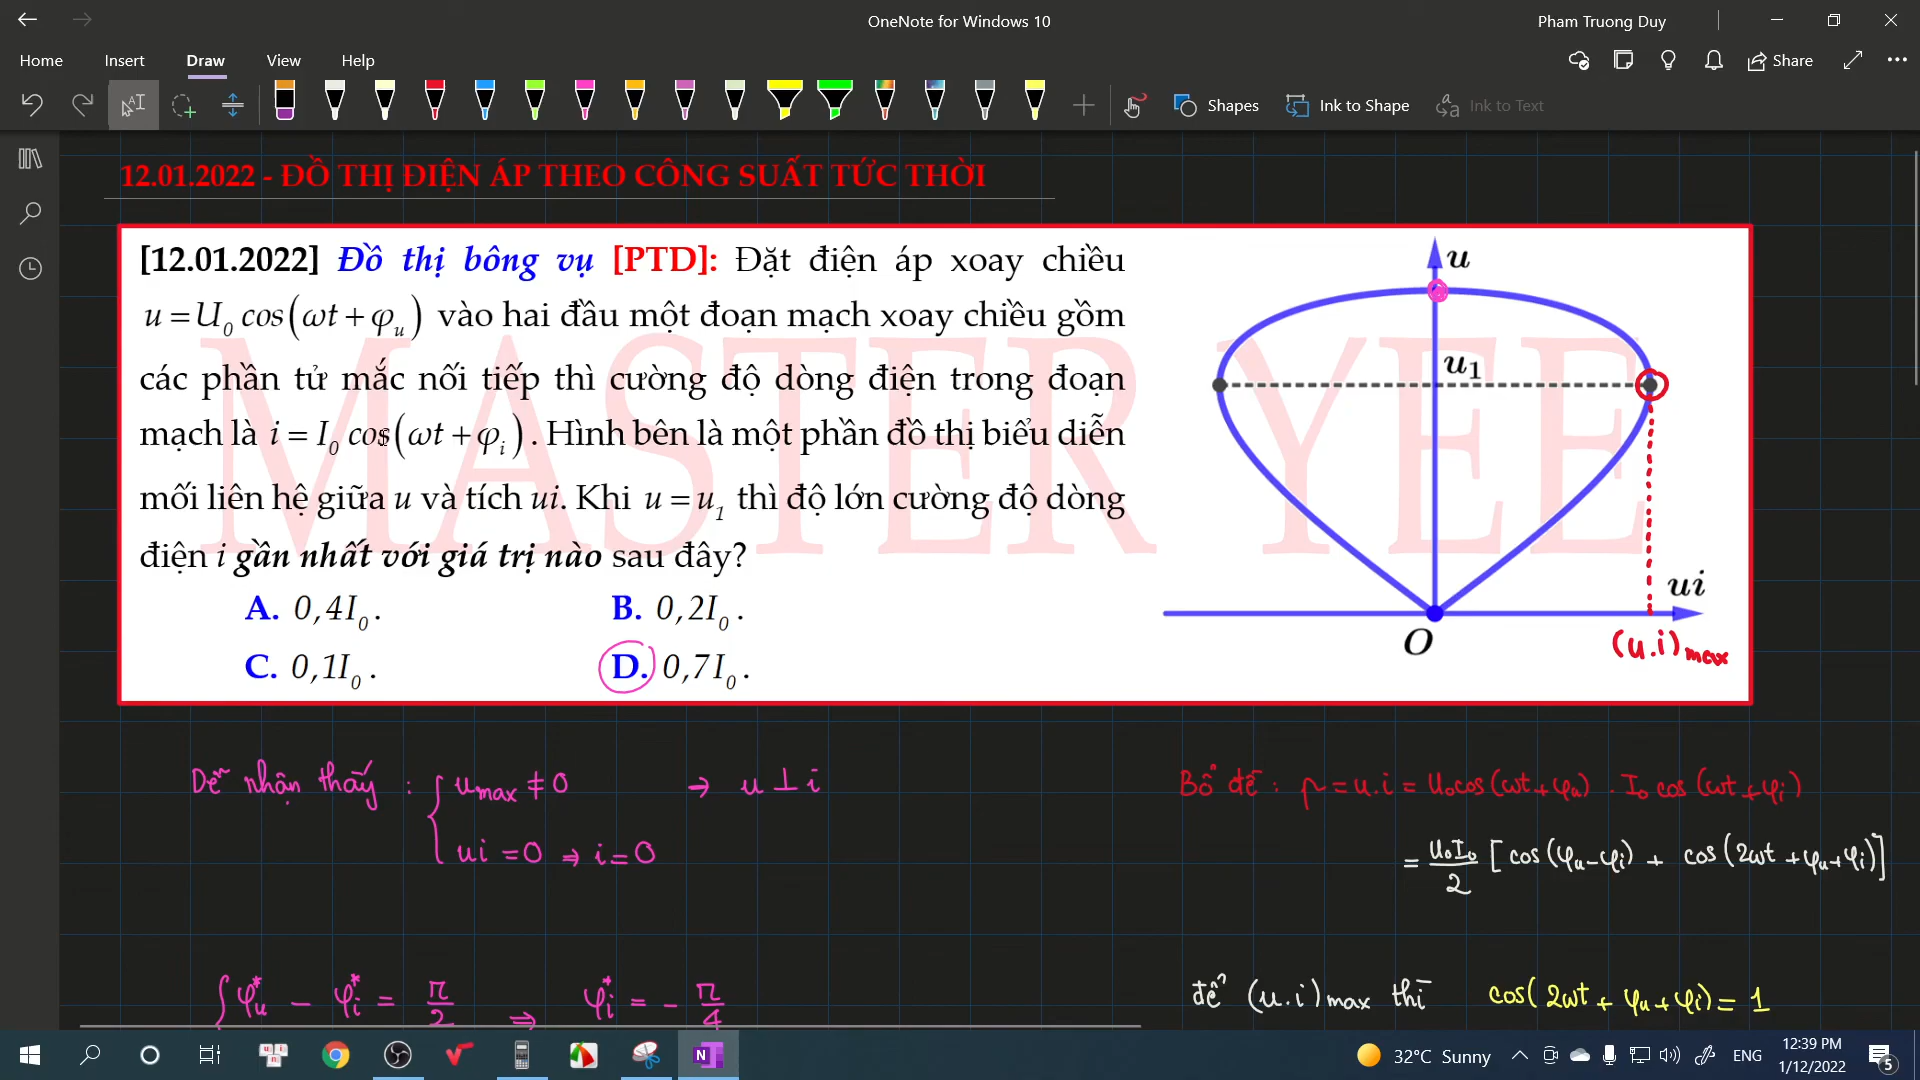 OneNote for Windows 10
Pham Truong Duy
Home Insert Draw View Help
Share
Shapes Ink to Shape Ink to Text
12.01.2022 - ĐỒ THỊ ĐIỆN ÁP THEO CÔNG SUẤT TỨC THỜI
[12.01.2022] Đồ thị bông vụ [PTD]: Đặt điện áp xoay chiều
u = U₀ cos(ωt + φᵤ) vào hai đầu một đoạn mạch xoay chiều gồm
các phần tử mắc nối tiếp thì cường độ dòng điện trong đoạn
mạch là i = I₀ cos(ωt + φᵢ). Hình bên là một phần đồ thị biểu diễn
mối liên hệ giữa u và tích ui. Khi u = u₁ thì độ lớn cường độ dòng
điện i gần nhất với giá trị nào sau đây?
A. 0,4I₀. B. 0,2I₀.
C. 0,1I₀. D. 0,7I₀.
MASTER YEE
u
u₁
ui
O
(u.i)max
Dễ nhận thấy : { umax ≠ 0 → u ⊥ i
ui = 0 ⇒ i = 0
φᵤ* − φᵢ* = π/2 ⇒ φᵢ* = − π/4
Bổ đề : p = u.i = U₀cos(ωt + φᵤ) . I₀ cos(ωt + φᵢ)
= U₀I₀/2 [cos(φᵤ−φᵢ) + cos(2ωt + φᵤ+φᵢ)]
để (u.i)max thì cos(2ωt + φᵤ+φᵢ) = 1
32°C Sunny
ENG
12:39 PM
1/12/2022
5